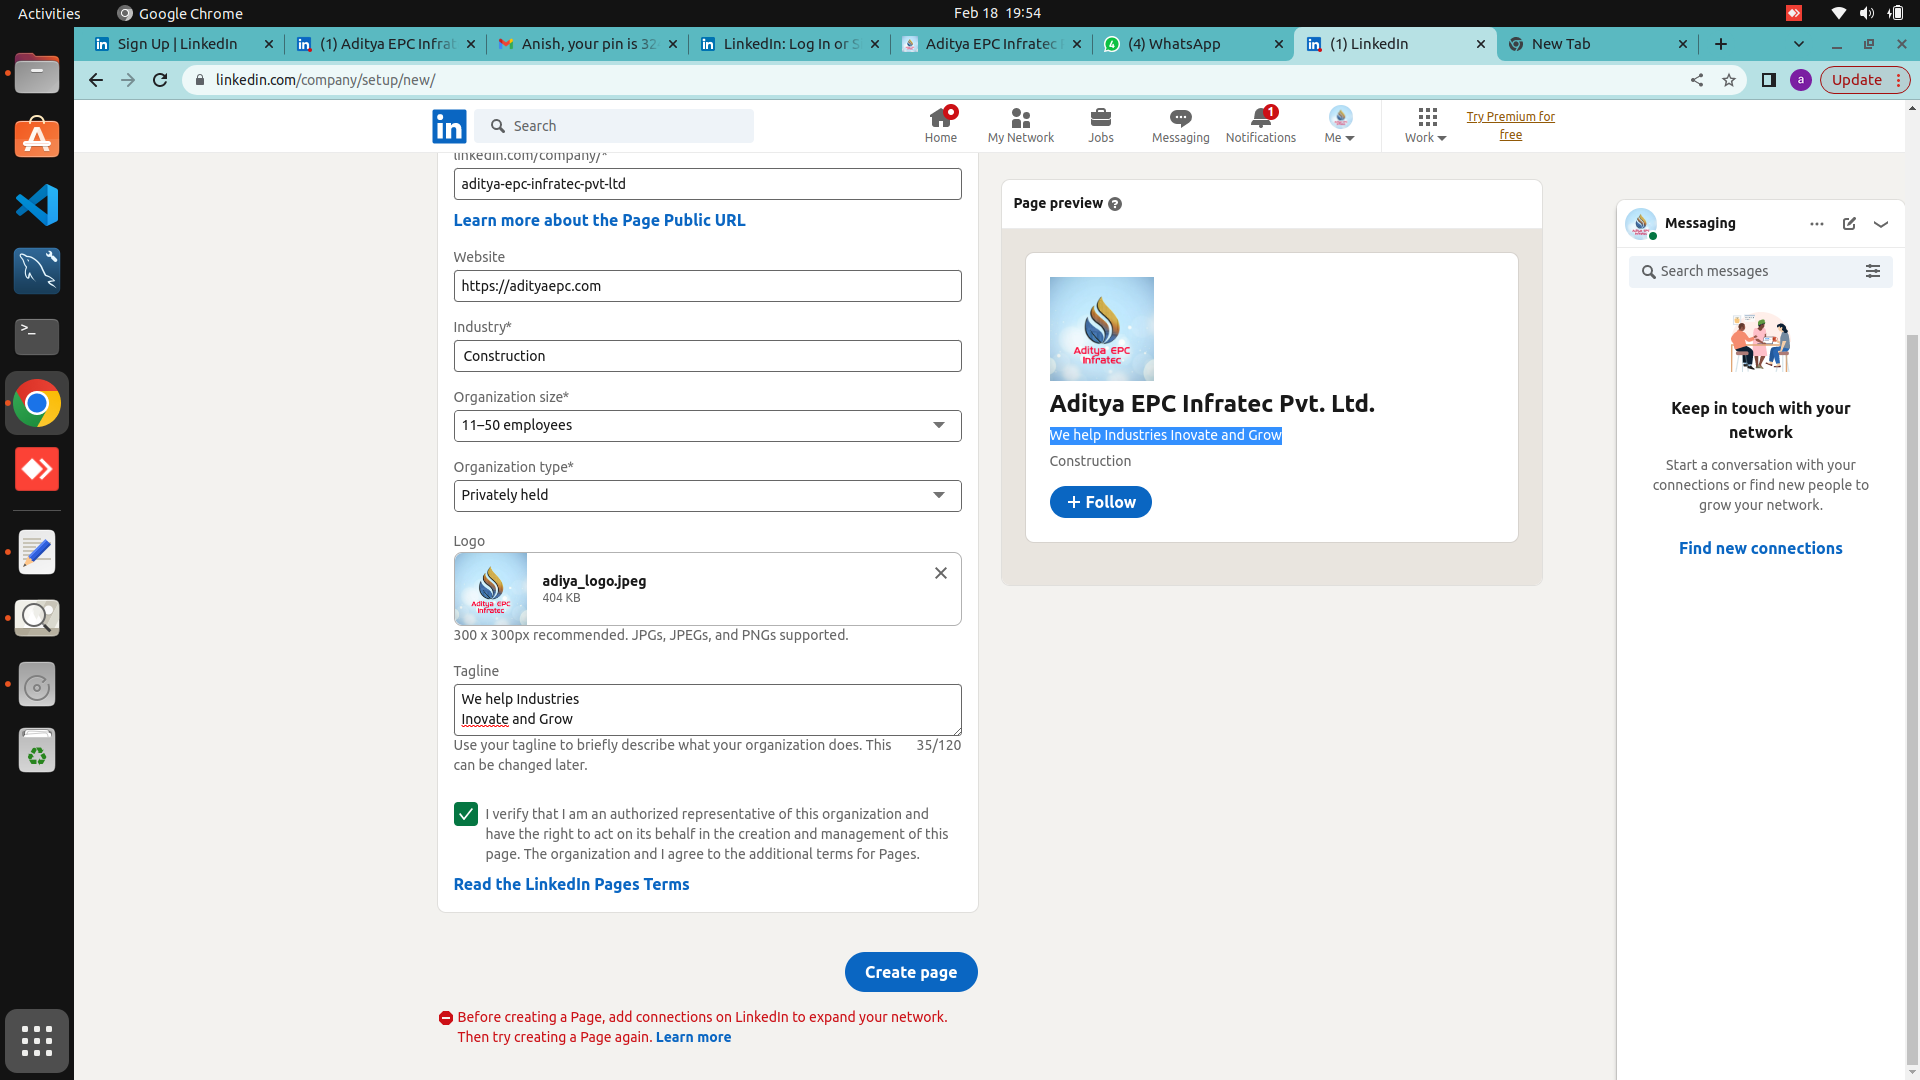 Activities
Google Chrome
Feb 18 19:54
Sign Up | LinkedIn
(1) Aditya EPC Infrat
Anish, your pin is 32
LinkedIn: Log In or S
Aditya EPC Infratec
(4) WhatsApp
(1) LinkedIn
New Tab
linkedin.com/company/setup/new/
a
Update
Search
Home
My Network
Jobs
Messaging
1
Notifications
Me
Work
Try Premium for
free
linkedin.com/company/*
aditya-epc-infratec-pvt-ltd
Learn more about the Page Public URL
Website
https://adityaepc.com
Industry*
Construction
Organization size*
11–50 employees
Organization type*
Privately held
Logo
Aditya EPC
Infratec
adiya_logo.jpeg
404 KB
300 x 300px recommended. JPGs, JPEGs, and PNGs supported.
Tagline
We help Industries
Inovate and Grow
Use your tagline to briefly describe what your organization does. This
can be changed later.
35/120
I verify that I am an authorized representative of this organization and
have the right to act on its behalf in the creation and management of this
page. The organization and I agree to the additional terms for Pages.
Read the LinkedIn Pages Terms
Create page
Before creating a Page, add connections on LinkedIn to expand your network.
Then try creating a Page again. Learn more
Page preview
Aditya EPC
Infratec
Aditya EPC Infratec Pvt. Ltd.
We help Industries Inovate and Grow
Construction
+ Follow
Messaging
Search messages
Keep in touch with your
network
Start a conversation with your
connections or find new people to
grow your network.
Find new connections